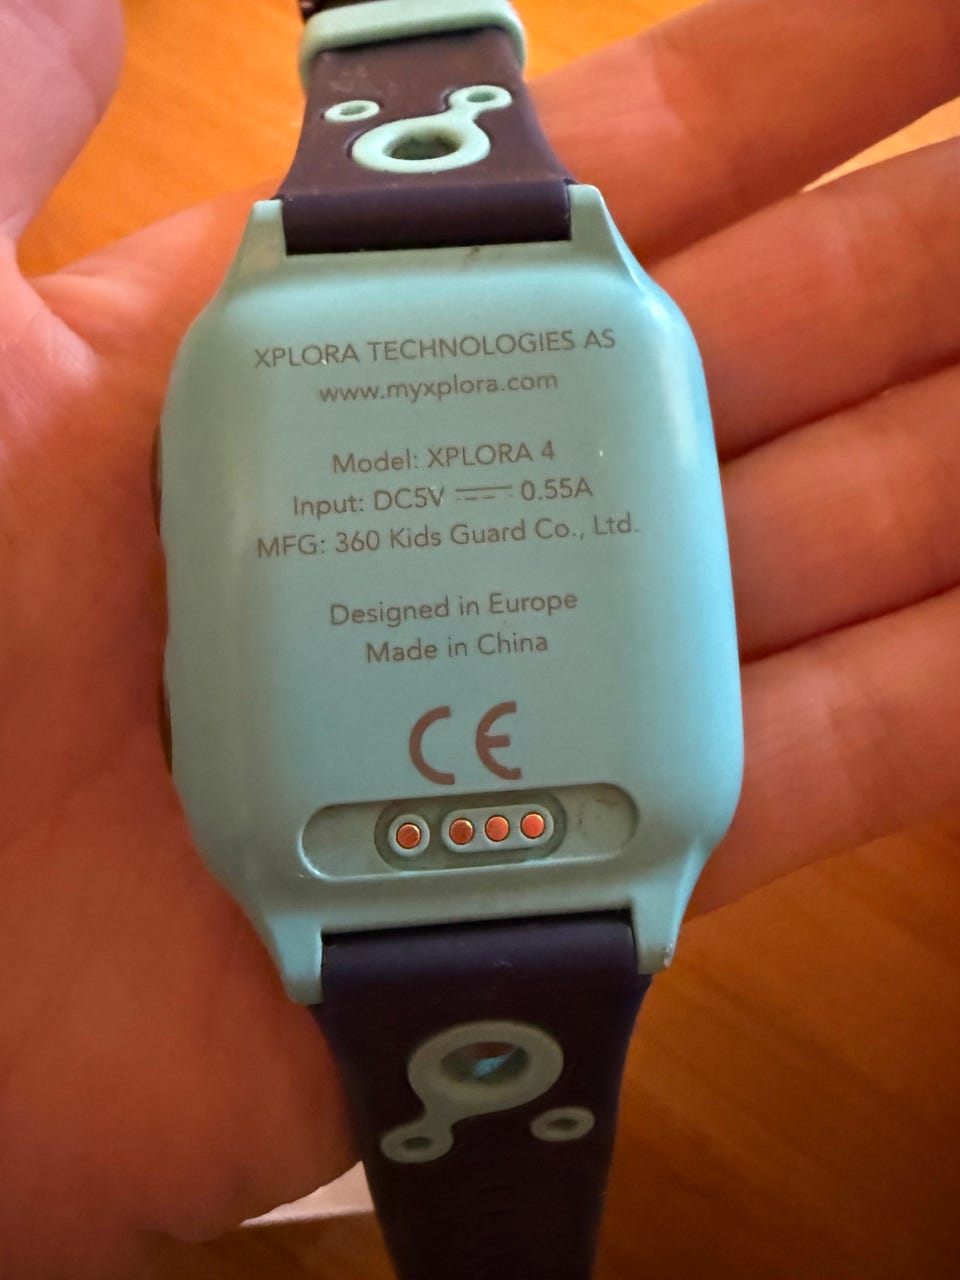 XPLORA TECHNOLOGIES AS
www.myxplora.com
Model: XPLORA 4
Input: DC5V ⎓ 0.55A
MFG: 360 Kids Guard Co., Ltd.
Designed in Europe
Made in China
CE